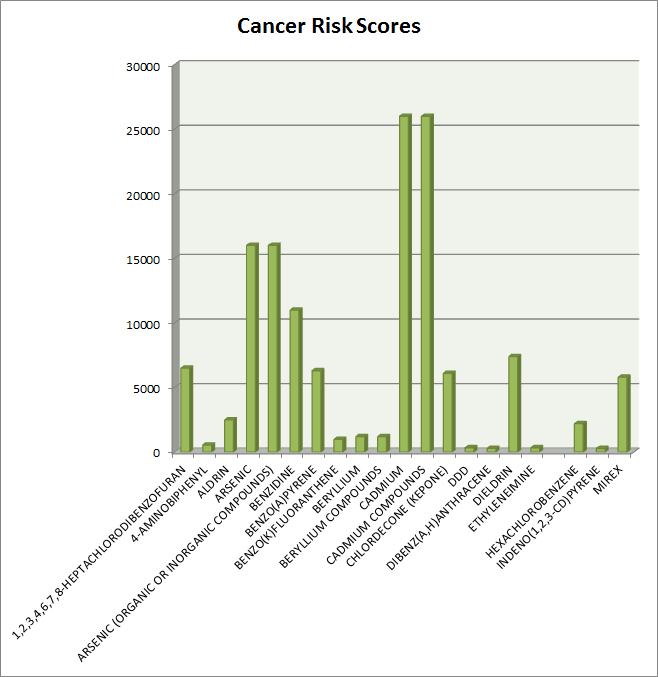 Cancer Risk Scores
30000
25000
20000
15000
10000
5000
0
1,2,3,4,6,7,8-HEPTACHLORODIBENZOFURAN
4-AMINOBIPHENYL
ALDRIN
ARSENIC
ARSENIC (ORGANIC OR INORGANIC COMPOUNDS)
BENZIDINE
BENZO(A)PYRENE
BENZO(K)FLUORANTHENE
BERYLLIUM
BERYLLIUM COMPOUNDS
CADMIUM
CADMIUM COMPOUNDS
CHLORDECONE (KEPONE)
DDD
DIBENZ(A,H)ANTHRACENE
DIELDRIN
ETHYLENEIMINE
HEXACHLOROBENZENE
INDENO(1,2,3-CD)PYRENE
MIREX